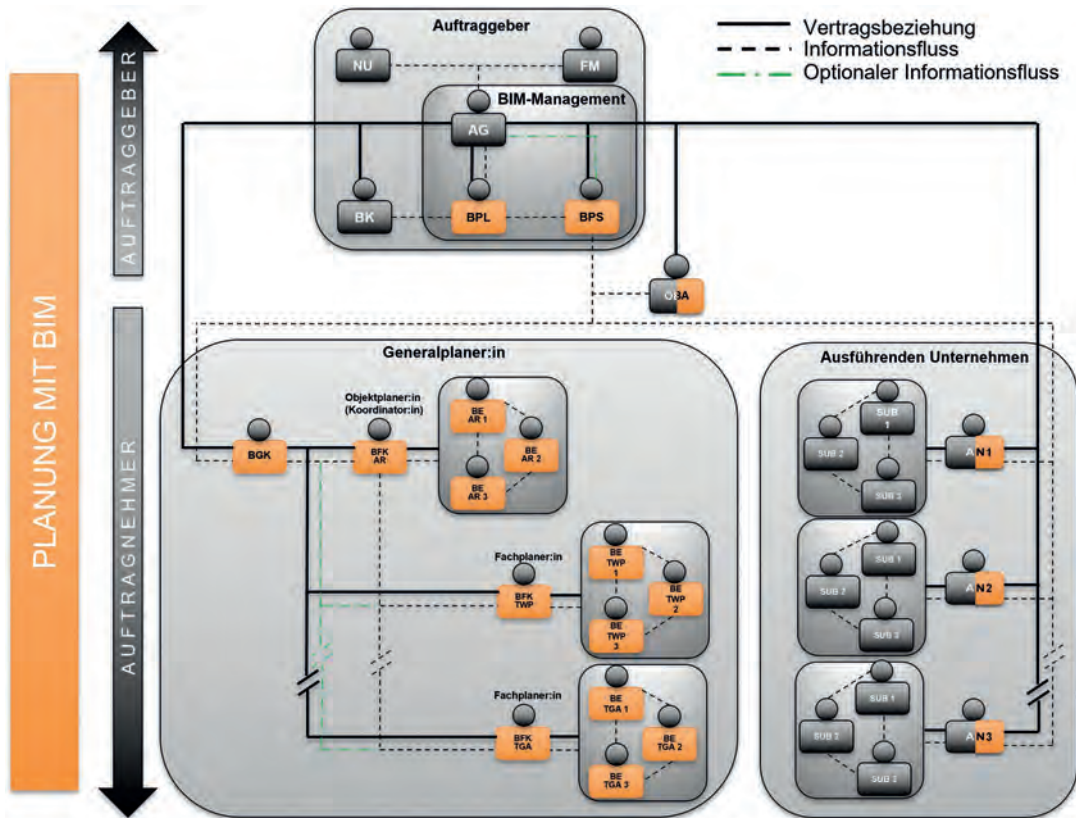 PLANUNG MIT BIM
AUFTRAGGEBER
AUFTRAGNEHMER
Auftraggeber
NU
FM
BIM-Management
AG
BK
BPL
BPS
ÖBA
Vertragsbeziehung
Informationsfluss
Optionaler Informationsfluss
Generalplaner:in
Objektplaner:in
(Koordinator:in)
BGK
BFK
AR
BE
AR 1
BE
AR 2
BE
AR 3
Fachplaner:in
BFK
TWP
BE
TWP
1
BE
TWP
2
BE
TWP
3
Fachplaner:in
BFK
TGA
BE
TGA 1
BE
TGA 2
BE
TGA 3
Ausführenden Unternehmen
SUB
1
SUB 2
SUB 3
AN1
SUB 1
SUB 2
SUB 3
AN2
SUB 1
SUB 2
SUB 3
AN3